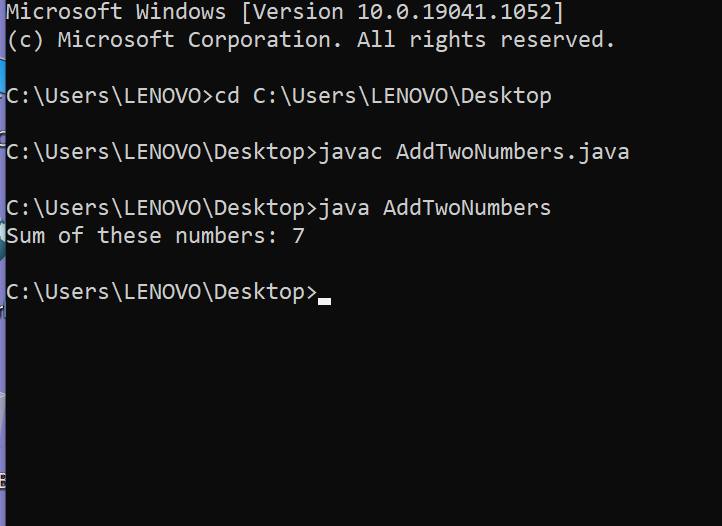 Microsoft Windows [Version 10.0.19041.1052]
(c) Microsoft Corporation. All rights reserved.
C:\Users\LENOVO>cd C:\Users\LENOVO\Desktop
C:\Users\LENOVO\Desktop>javac AddTwoNumbers.java
C:\Users\LENOVO\Desktop>java AddTwoNumbers
Sum of these numbers: 7
C:\Users\LENOVO\Desktop>